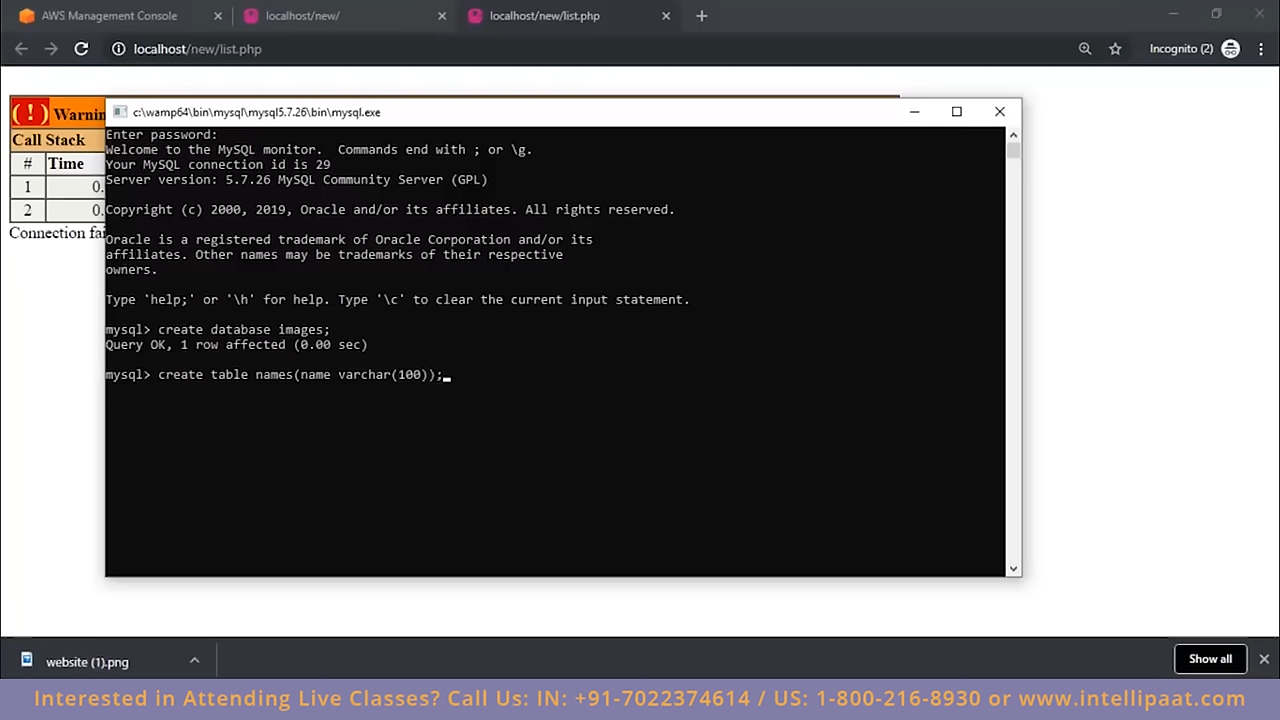 AWS Management Console
localhost/new/
localhost/new/list.php
localhost/new/list.php
Incognito (2)
( ! ) Warnin
Call Stack
# Time
1 0.
2 0.
Connection fai
c:\wamp64\bin\mysql\mysql5.7.26\bin\mysql.exe
Enter password:
Welcome to the MySQL monitor.  Commands end with ; or \g.
Your MySQL connection id is 29
Server version: 5.7.26 MySQL Community Server (GPL)
Copyright (c) 2000, 2019, Oracle and/or its affiliates. All rights reserved.
Oracle is a registered trademark of Oracle Corporation and/or its
affiliates. Other names may be trademarks of their respective
owners.
Type 'help;' or '\h' for help. Type '\c' to clear the current input statement.
mysql> create database images;
Query OK, 1 row affected (0.00 sec)
mysql> create table names(name varchar(100));
website (1).png
Show all
Interested in Attending Live Classes? Call Us: IN: +91-7022374614 / US: 1-800-216-8930 or www.intellipaat.com